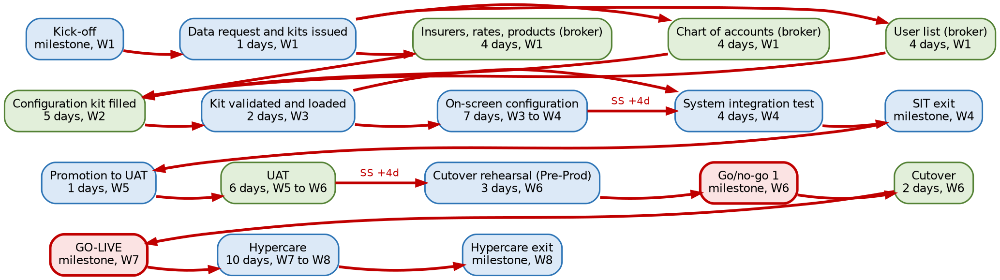 Kick-off
milestone, W1
Data request and kits issued
1 days, W1
Insurers, rates, products (broker)
4 days, W1
Chart of accounts (broker)
4 days, W1
User list (broker)
4 days, W1
Configuration kit filled
5 days, W2
Kit validated and loaded
2 days, W3
On-screen configuration
7 days, W3 to W4
SS +4d
System integration test
4 days, W4
SIT exit
milestone, W4
Promotion to UAT
1 days, W5
UAT
6 days, W5 to W6
SS +4d
Cutover rehearsal (Pre-Prod)
3 days, W6
Go/no-go 1
milestone, W6
Cutover
2 days, W6
GO-LIVE
milestone, W7
Hypercare
10 days, W7 to W8
Hypercare exit
milestone, W8